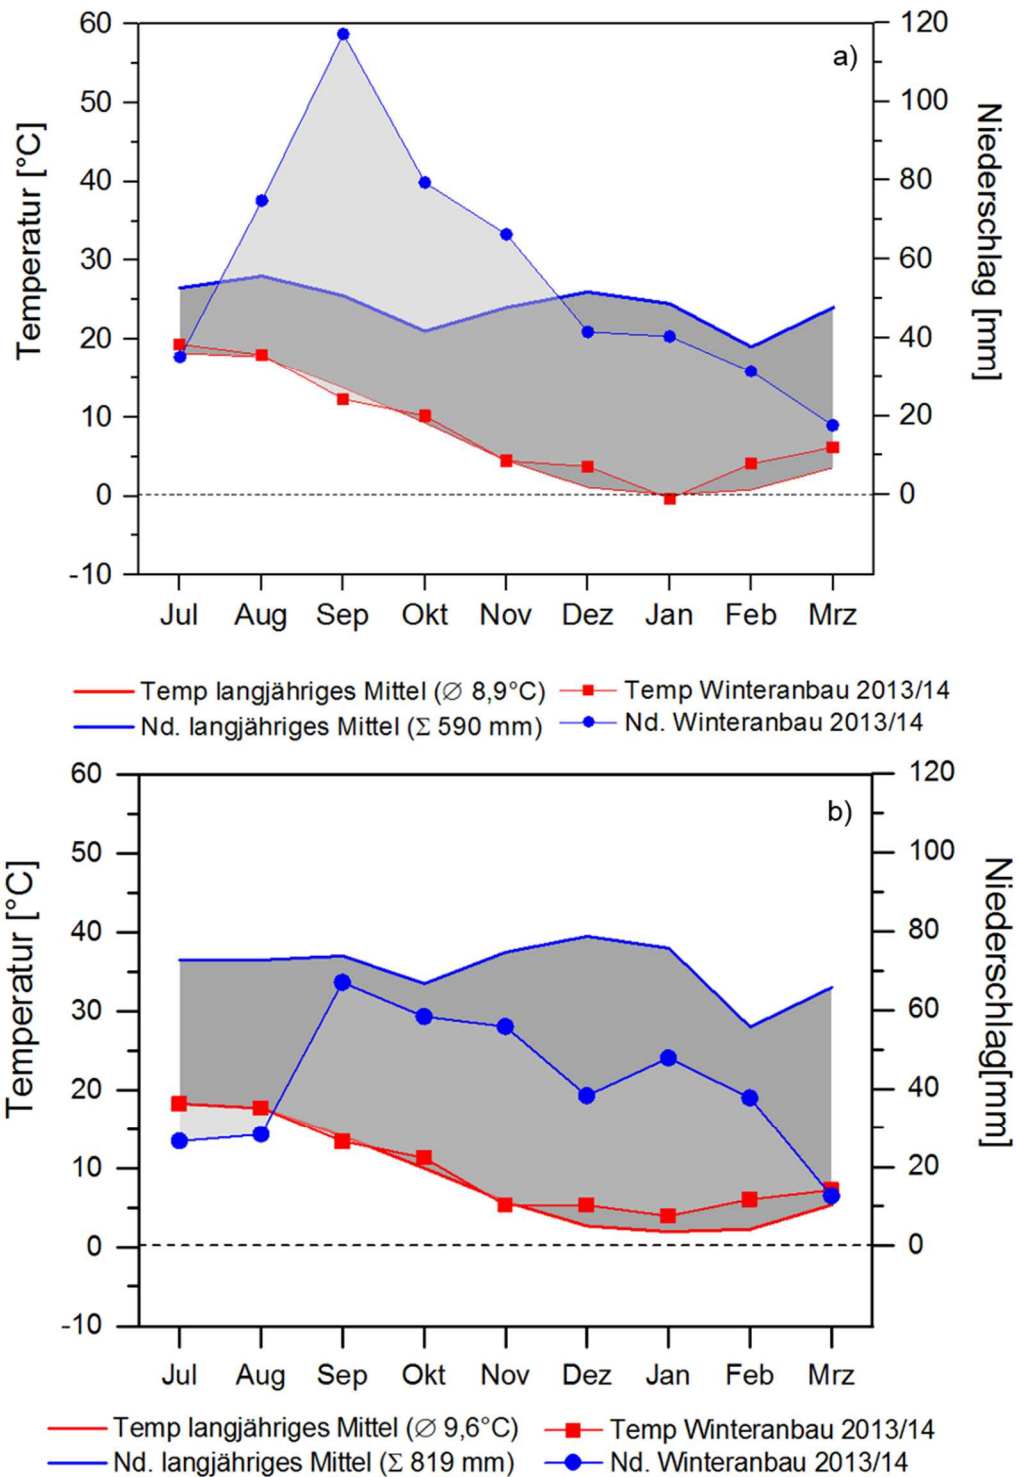 a)
Temperatur [°C]
60
50
40
30
20
10
0
-10
Niederschlag [mm]
120
100
80
60
40
20
0
Jul Aug Sep Okt Nov Dez Jan Feb Mrz
Temp langjähriges Mittel (∅ 8,9°C) Temp Winteranbau 2013/14
Nd. langjähriges Mittel (Σ 590 mm) Nd. Winteranbau 2013/14
b)
Temperatur [°C]
60
50
40
30
20
10
0
-10
Niederschlag[mm]
120
100
80
60
40
20
0
Jul Aug Sep Okt Nov Dez Jan Feb Mrz
Temp langjähriges Mittel (∅ 9,6°C) Temp Winteranbau 2013/14
Nd. langjähriges Mittel (Σ 819 mm) Nd. Winteranbau 2013/14